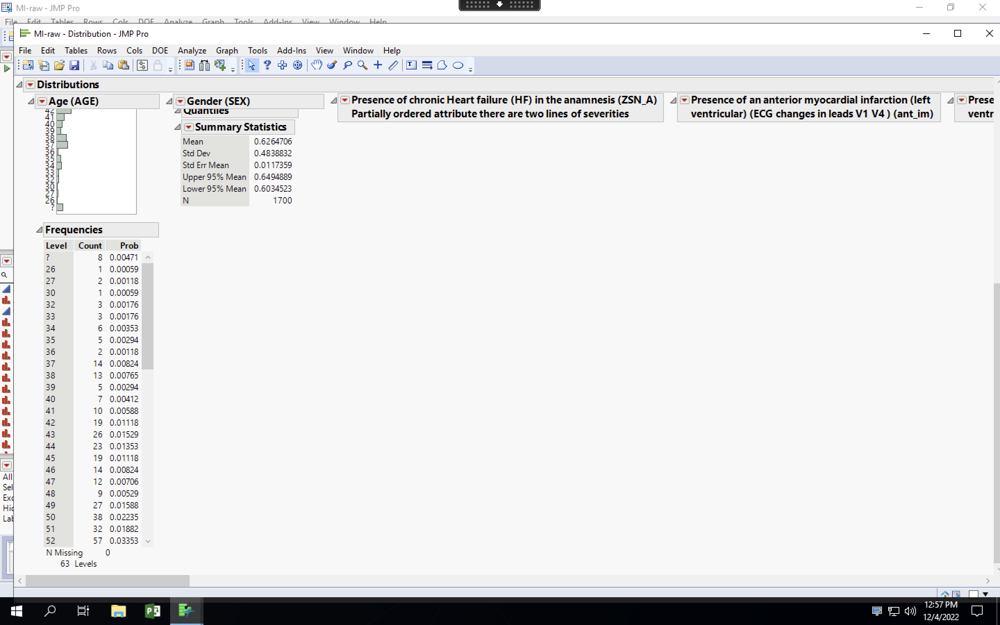 MI-raw - JMP Pro
File Edit Tables Rows Cols DOE Analyze Graph Tools Add-Ins View Window Help
MI-raw - Distribution - JMP Pro
File Edit Tables Rows Cols DOE Analyze Graph Tools Add-Ins View Window Help
Distributions
Age (AGE)
42
41
40
39
38
37
36
35
34
33
32
30
27
26
?
Frequencies
Level Count Prob
? 8 0.00471
26 1 0.00059
27 2 0.00118
30 1 0.00059
32 3 0.00176
33 3 0.00176
34 6 0.00353
35 5 0.00294
36 2 0.00118
37 14 0.00824
38 13 0.00765
39 5 0.00294
40 7 0.00412
41 10 0.00588
42 19 0.01118
43 26 0.01529
44 23 0.01353
45 19 0.01118
46 14 0.00824
47 12 0.00706
48 9 0.00529
49 27 0.01588
50 38 0.02235
51 32 0.01882
52 57 0.03353
N Missing 0
63 Levels
Gender (SEX)
Quantiles
Summary Statistics
Mean 0.6264706
Std Dev 0.4838832
Std Err Mean 0.0117359
Upper 95% Mean 0.6494889
Lower 95% Mean 0.6034523
N 1700
Presence of chronic Heart failure (HF) in the anamnesis (ZSN_A)
Partially ordered attribute there are two lines of severities
Presence of an anterior myocardial infarction (left
ventricular) (ECG changes in leads V1 V4 ) (ant_im)
Prese
ventr
All
Sel
Exc
Hid
Lab
12:57 PM
12/4/2022